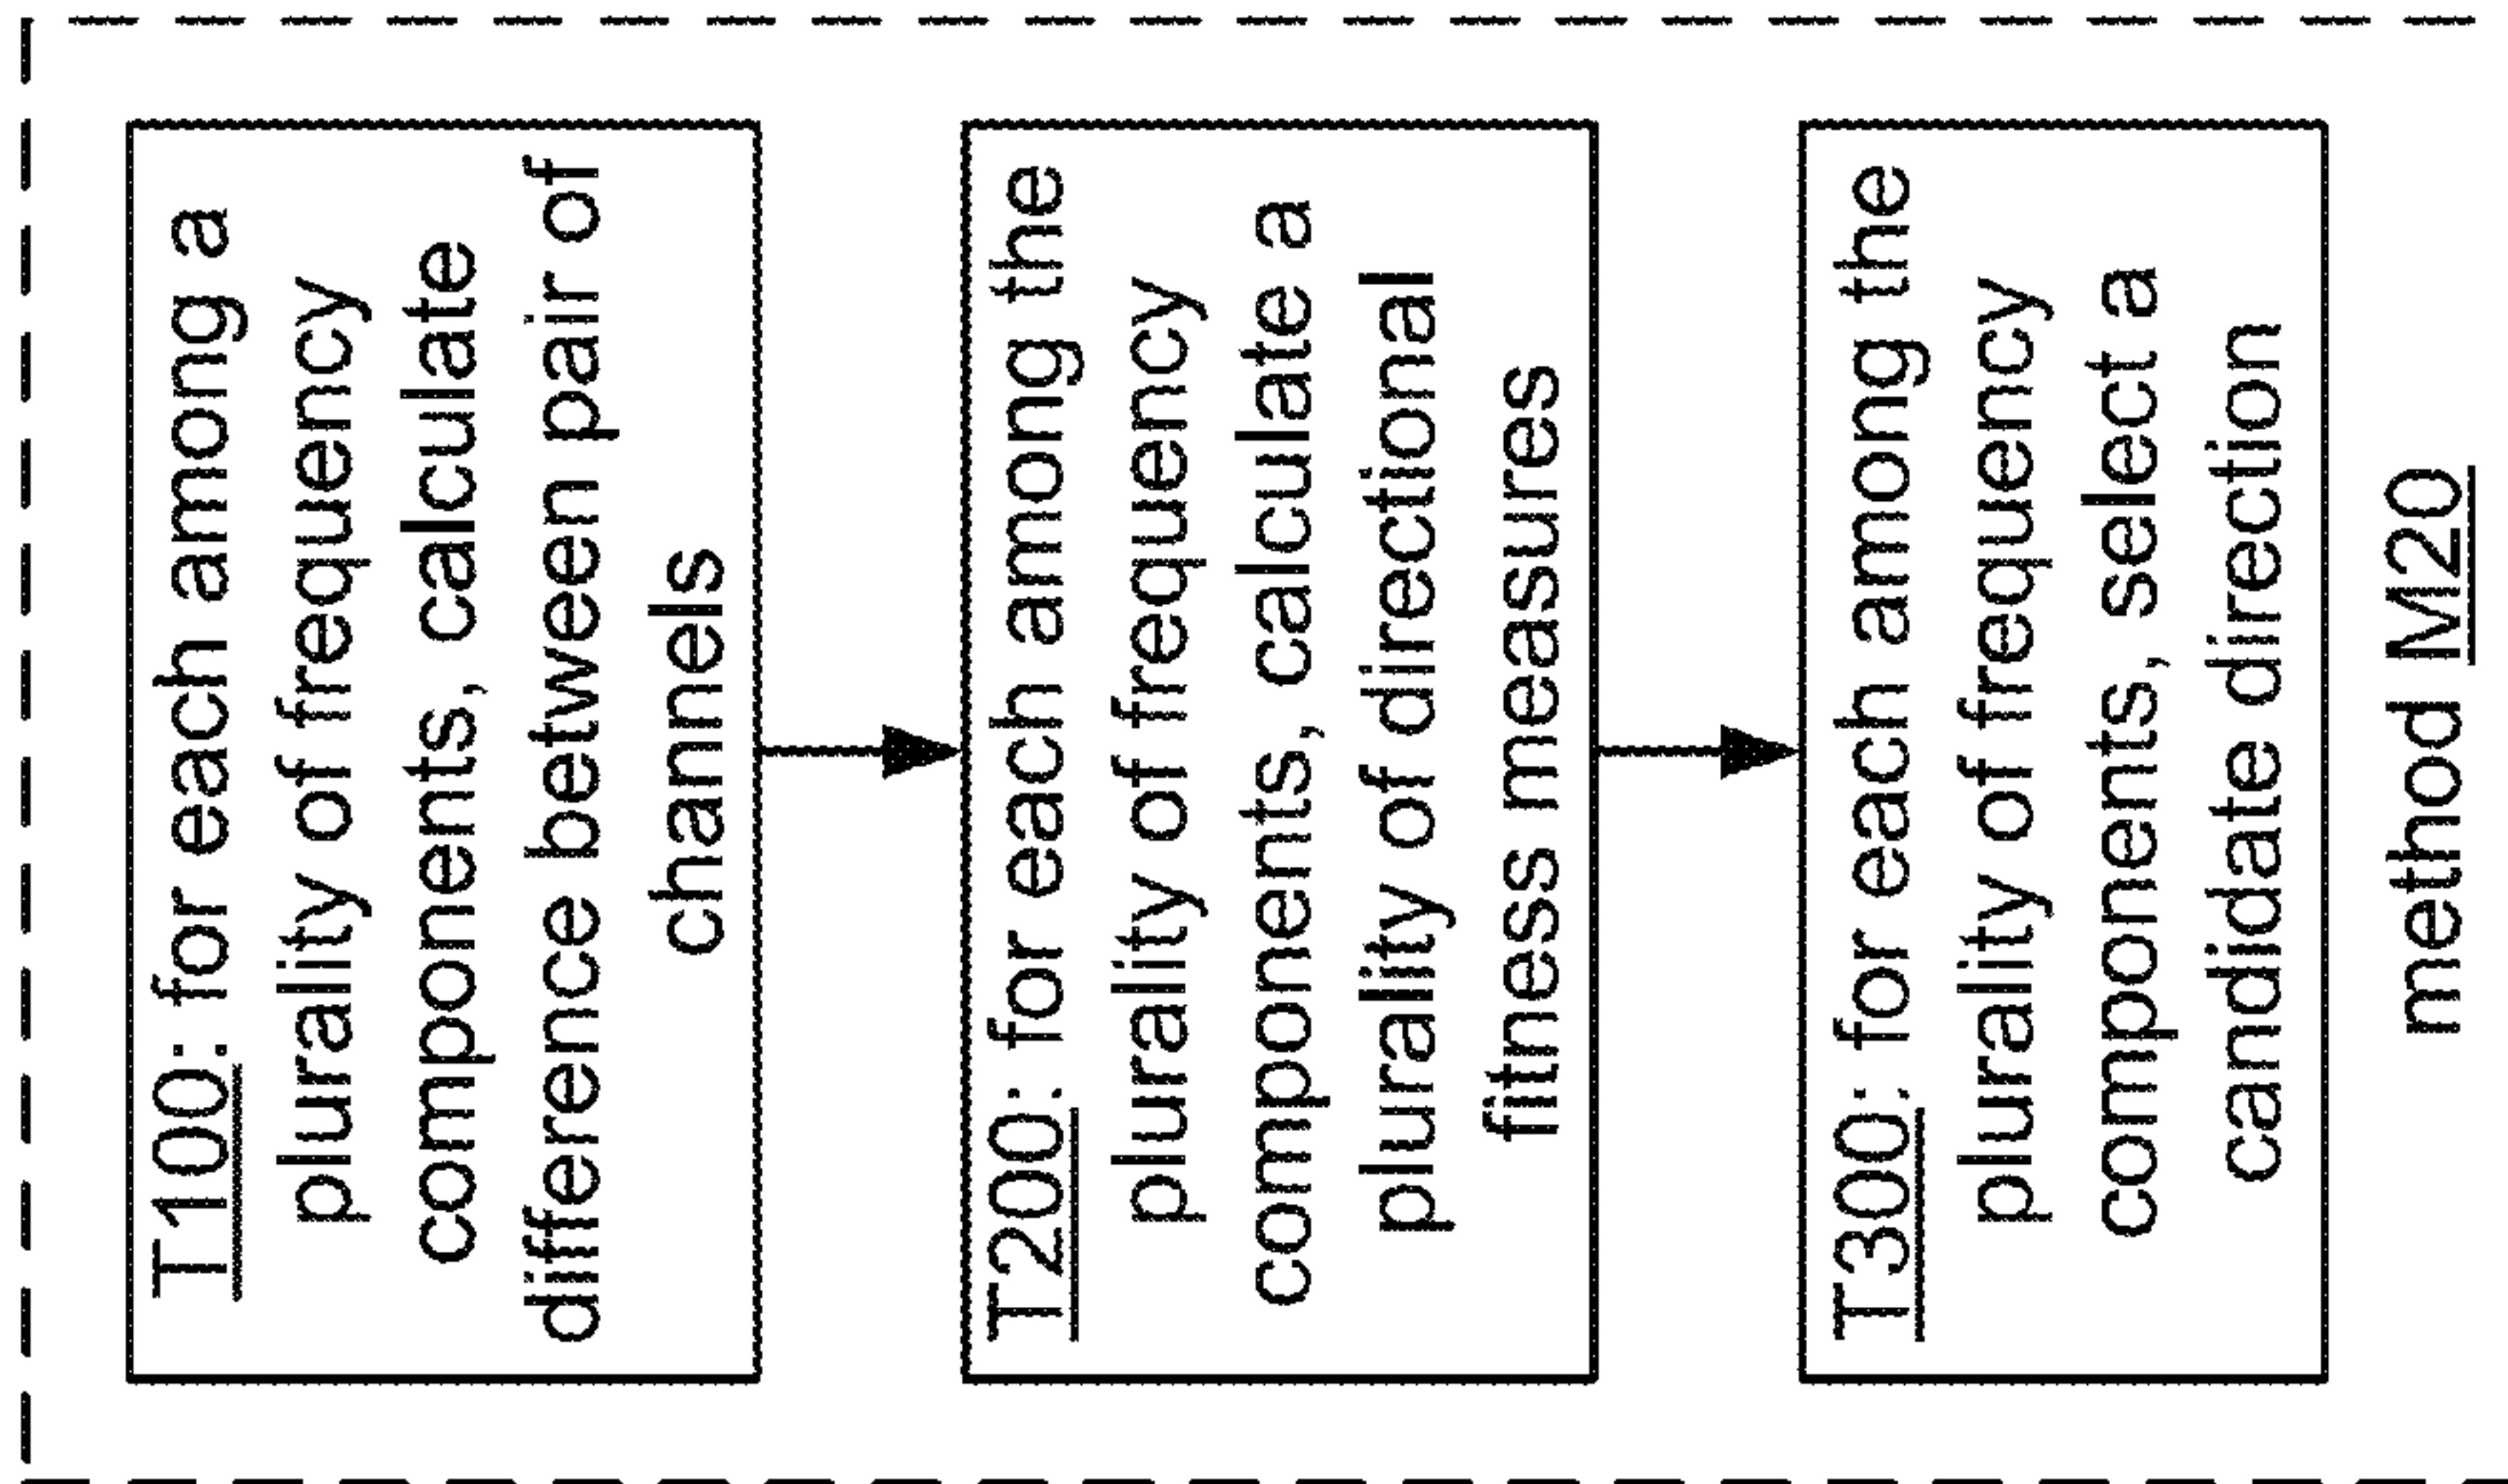 T100: for each among a
plurality of frequency
components, calculate
difference between pair of
channels
T200: for each among the
plurality of frequency
components, calculate a
plurality of directional
fitness measures
T300: for each among the
plurality of frequency
components, select a
candidate direction
method M20